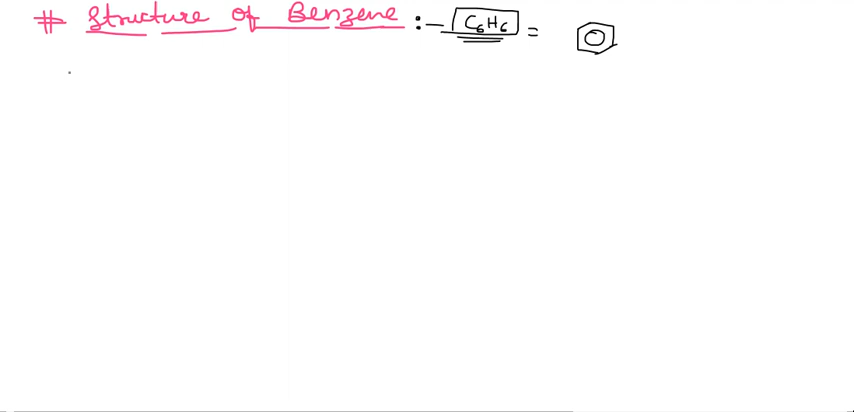 # Structure of Benzene :- C₆H₆ =